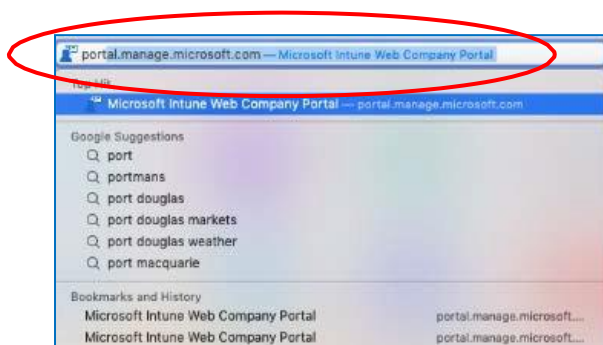 portal.manage.microsoft.com — Microsoft Intune Web Company Portal
Top Hit
Microsoft Intune Web Company Portal — portal.manage.microsoft.com
Google Suggestions
port
portmans
port douglas
port douglas markets
port douglas weather
port macquarie
Bookmarks and History
Microsoft Intune Web Company Portal portal.manage.microsoft....
Microsoft Intune Web Company Portal portal.manage.microsoft....